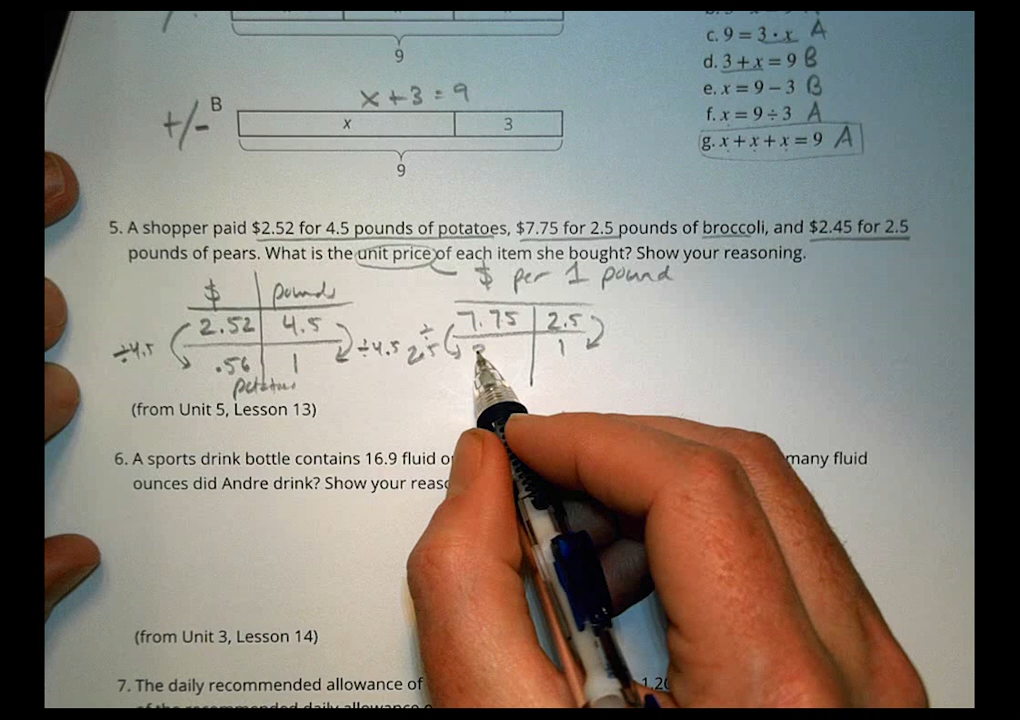 9
c. 9 = 3 · x A
d. 3 + x = 9 B
e. x = 9 − 3 B
f. x = 9 ÷ 3 A
g. x + x + x = 9 A
x + 3 = 9
+/- B
x 3
9
5. A shopper paid $2.52 for 4.5 pounds of potatoes, $7.75 for 2.5 pounds of broccoli, and $2.45 for 2.5
pounds of pears. What is the unit price of each item she bought? Show your reasoning.
$ per 1 pound
$ pounds
2.52 4.5
÷4.5 ÷4.5
.56 1
potatoes
7.75 2.5
÷ 2.5 1
(from Unit 5, Lesson 13)
6. A sports drink bottle contains 16.9 fluid many fluid
ounces did Andre drink? Show your
(from Unit 3, Lesson 14)
7. The daily recommended allowance of